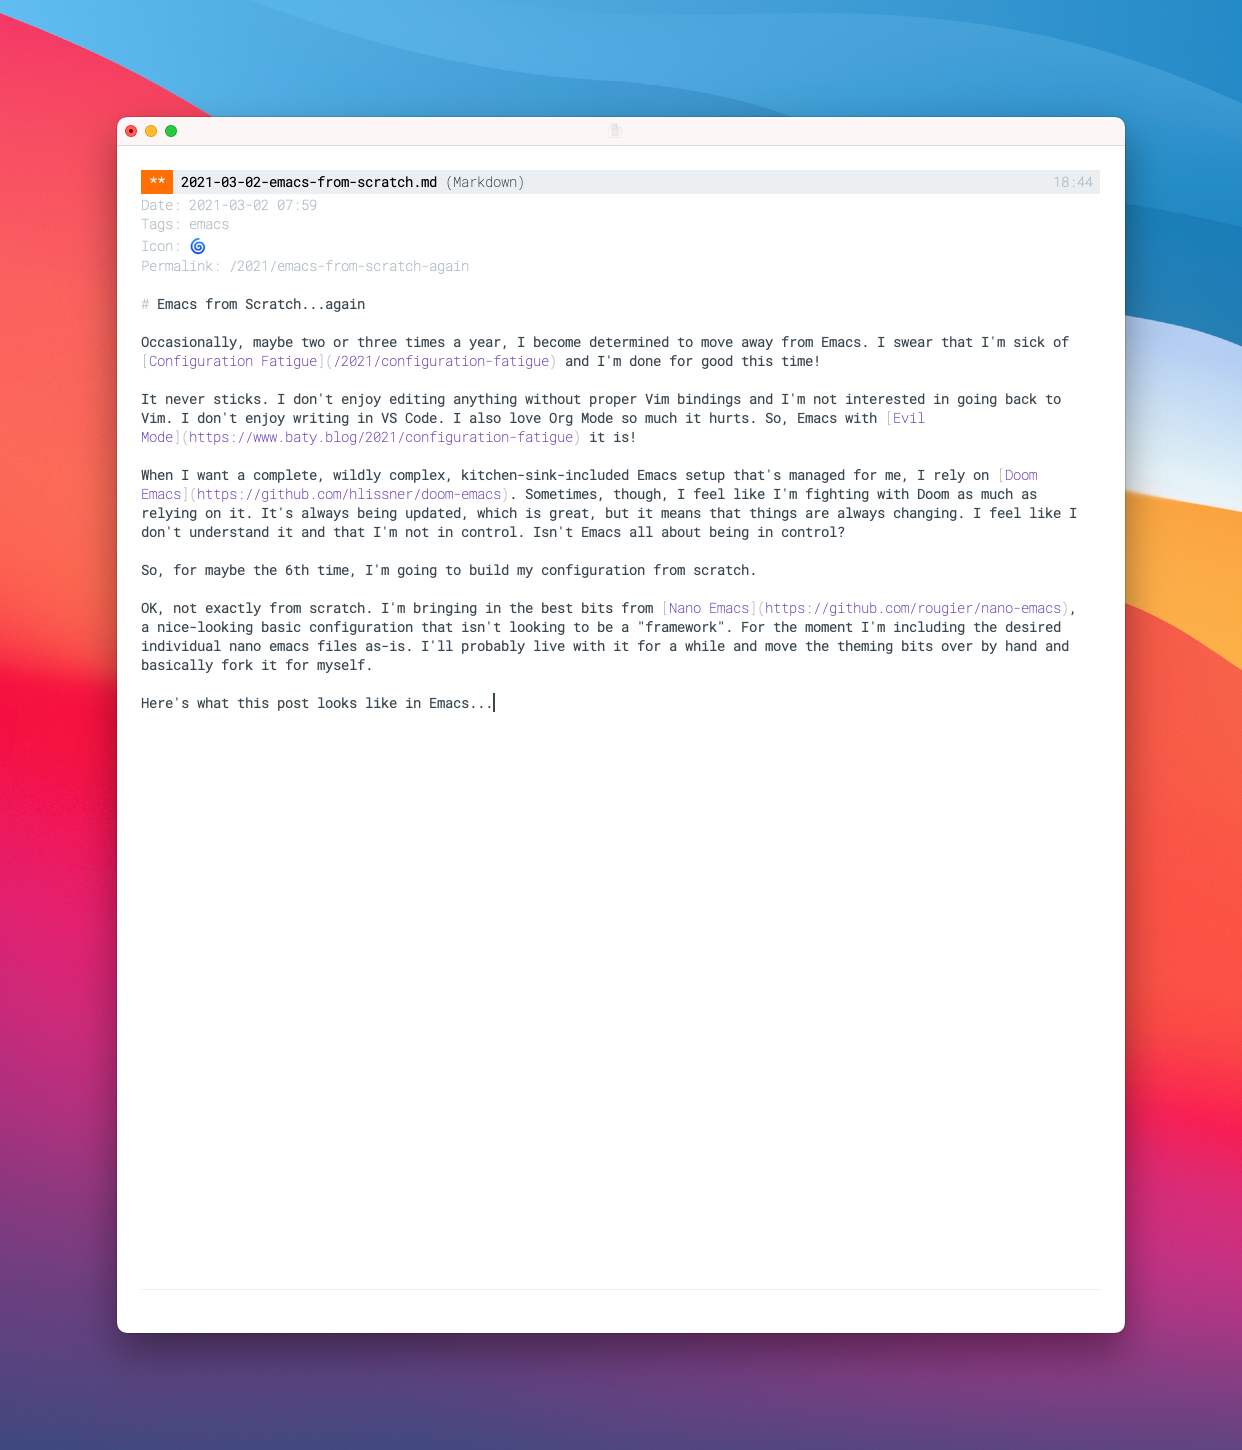 ** 2021-03-02-emacs-from-scratch.md (Markdown) 18:44
Date: 2021-03-02 07:59
Tags: emacs
Icon: 🌀
Permalink: /2021/emacs-from-scratch-again
# Emacs from Scratch...again
Occasionally, maybe two or three times a year, I become determined to move away from Emacs. I swear that I'm sick of
[Configuration Fatigue](/2021/configuration-fatigue) and I'm done for good this time!
It never sticks. I don't enjoy editing anything without proper Vim bindings and I'm not interested in going back to
Vim. I don't enjoy writing in VS Code. I also love Org Mode so much it hurts. So, Emacs with [Evil
Mode](https://www.baty.blog/2021/configuration-fatigue) it is!
When I want a complete, wildly complex, kitchen-sink-included Emacs setup that's managed for me, I rely on [Doom
Emacs](https://github.com/hlissner/doom-emacs). Sometimes, though, I feel like I'm fighting with Doom as much as
relying on it. It's always being updated, which is great, but it means that things are always changing. I feel like I
don't understand it and that I'm not in control. Isn't Emacs all about being in control?
So, for maybe the 6th time, I'm going to build my configuration from scratch.
OK, not exactly from scratch. I'm bringing in the best bits from [Nano Emacs](https://github.com/rougier/nano-emacs),
a nice-looking basic configuration that isn't looking to be a "framework". For the moment I'm including the desired
individual nano emacs files as-is. I'll probably live with it for a while and move the theming bits over by hand and
basically fork it for myself.
Here's what this post looks like in Emacs...